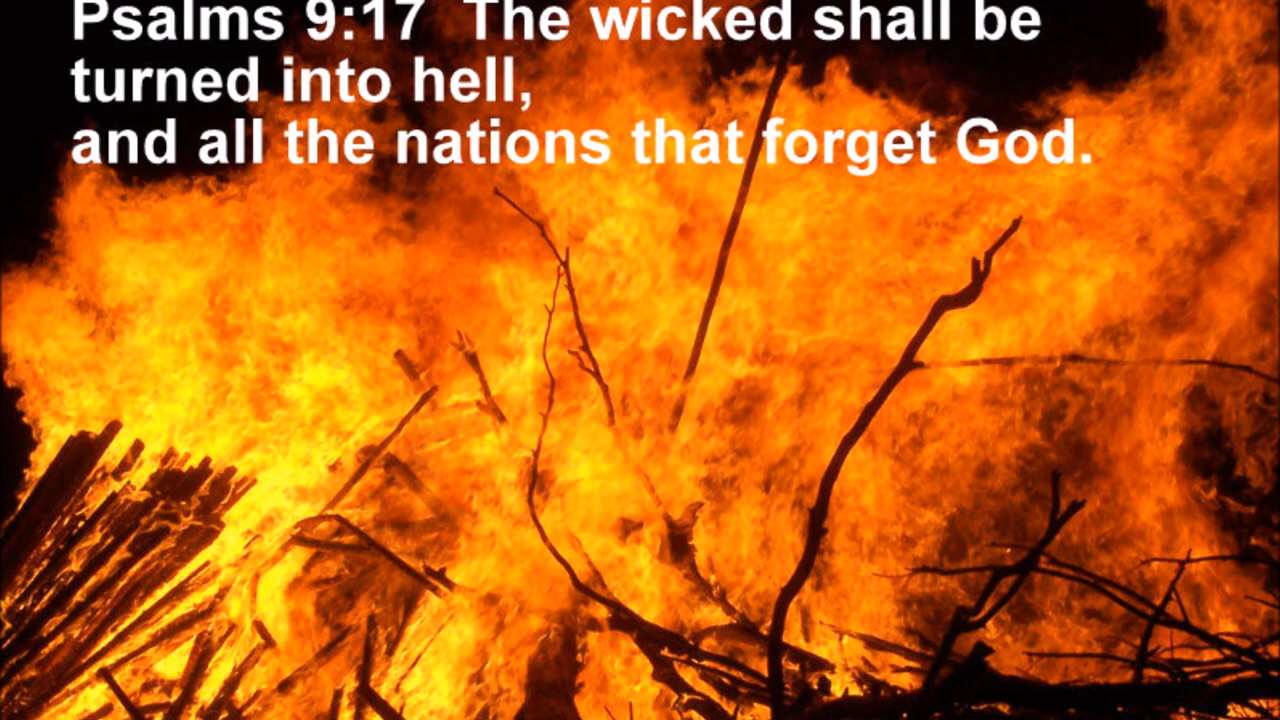 Psalms 9:17  The wicked shall be
turned into hell,
and all the nations that forget God.